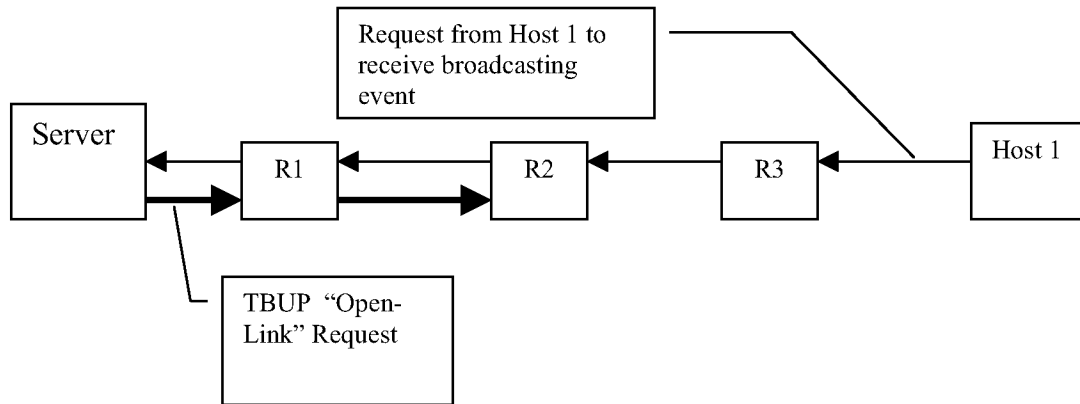 Request from Host 1 to
receive broadcasting
event
Server
R1
R2
R3
Host 1
TBUP “Open-
Link” Request